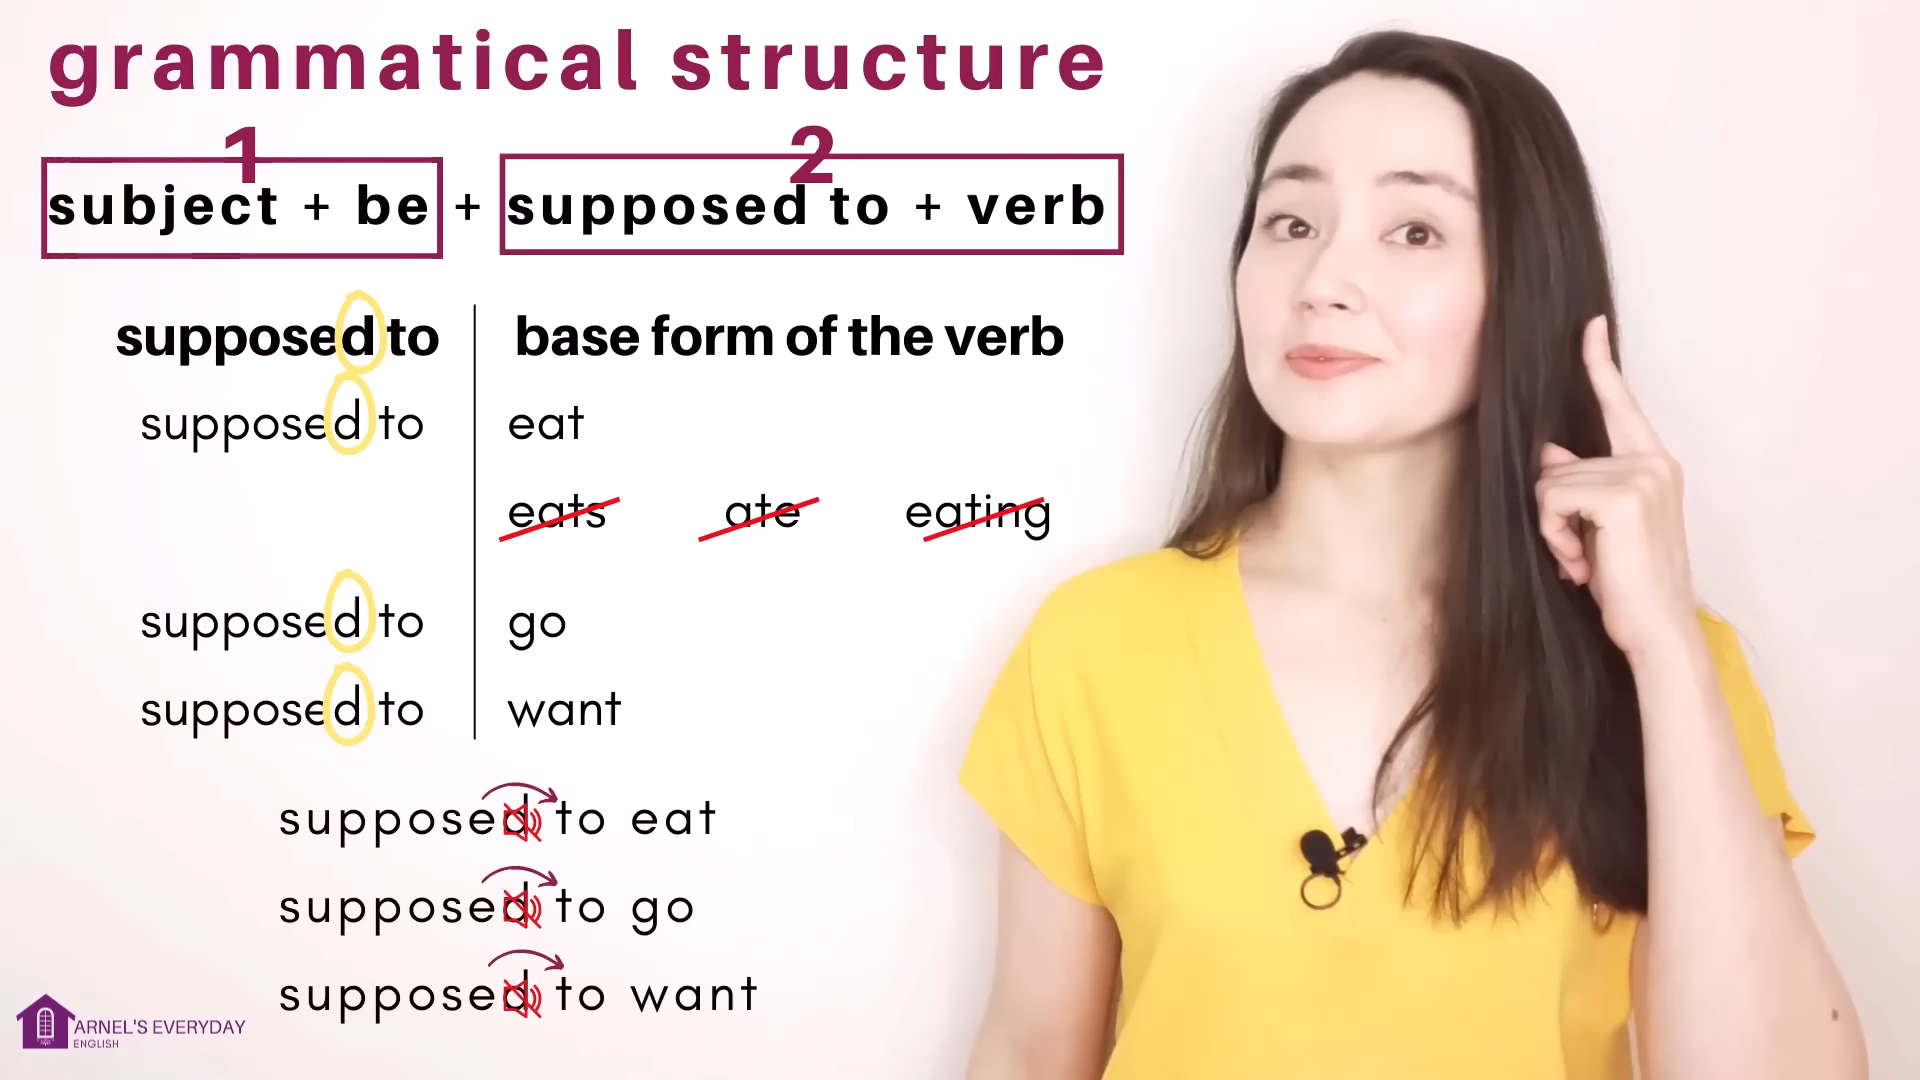 grammatical structure
1 2
subject + be + supposed to + verb
supposed to base form of the verb
supposed to eat
eats ate eating
supposed to go
supposed to want
supposed to eat
supposed to go
supposed to want
ARNEL'S EVERYDAY
ENGLISH